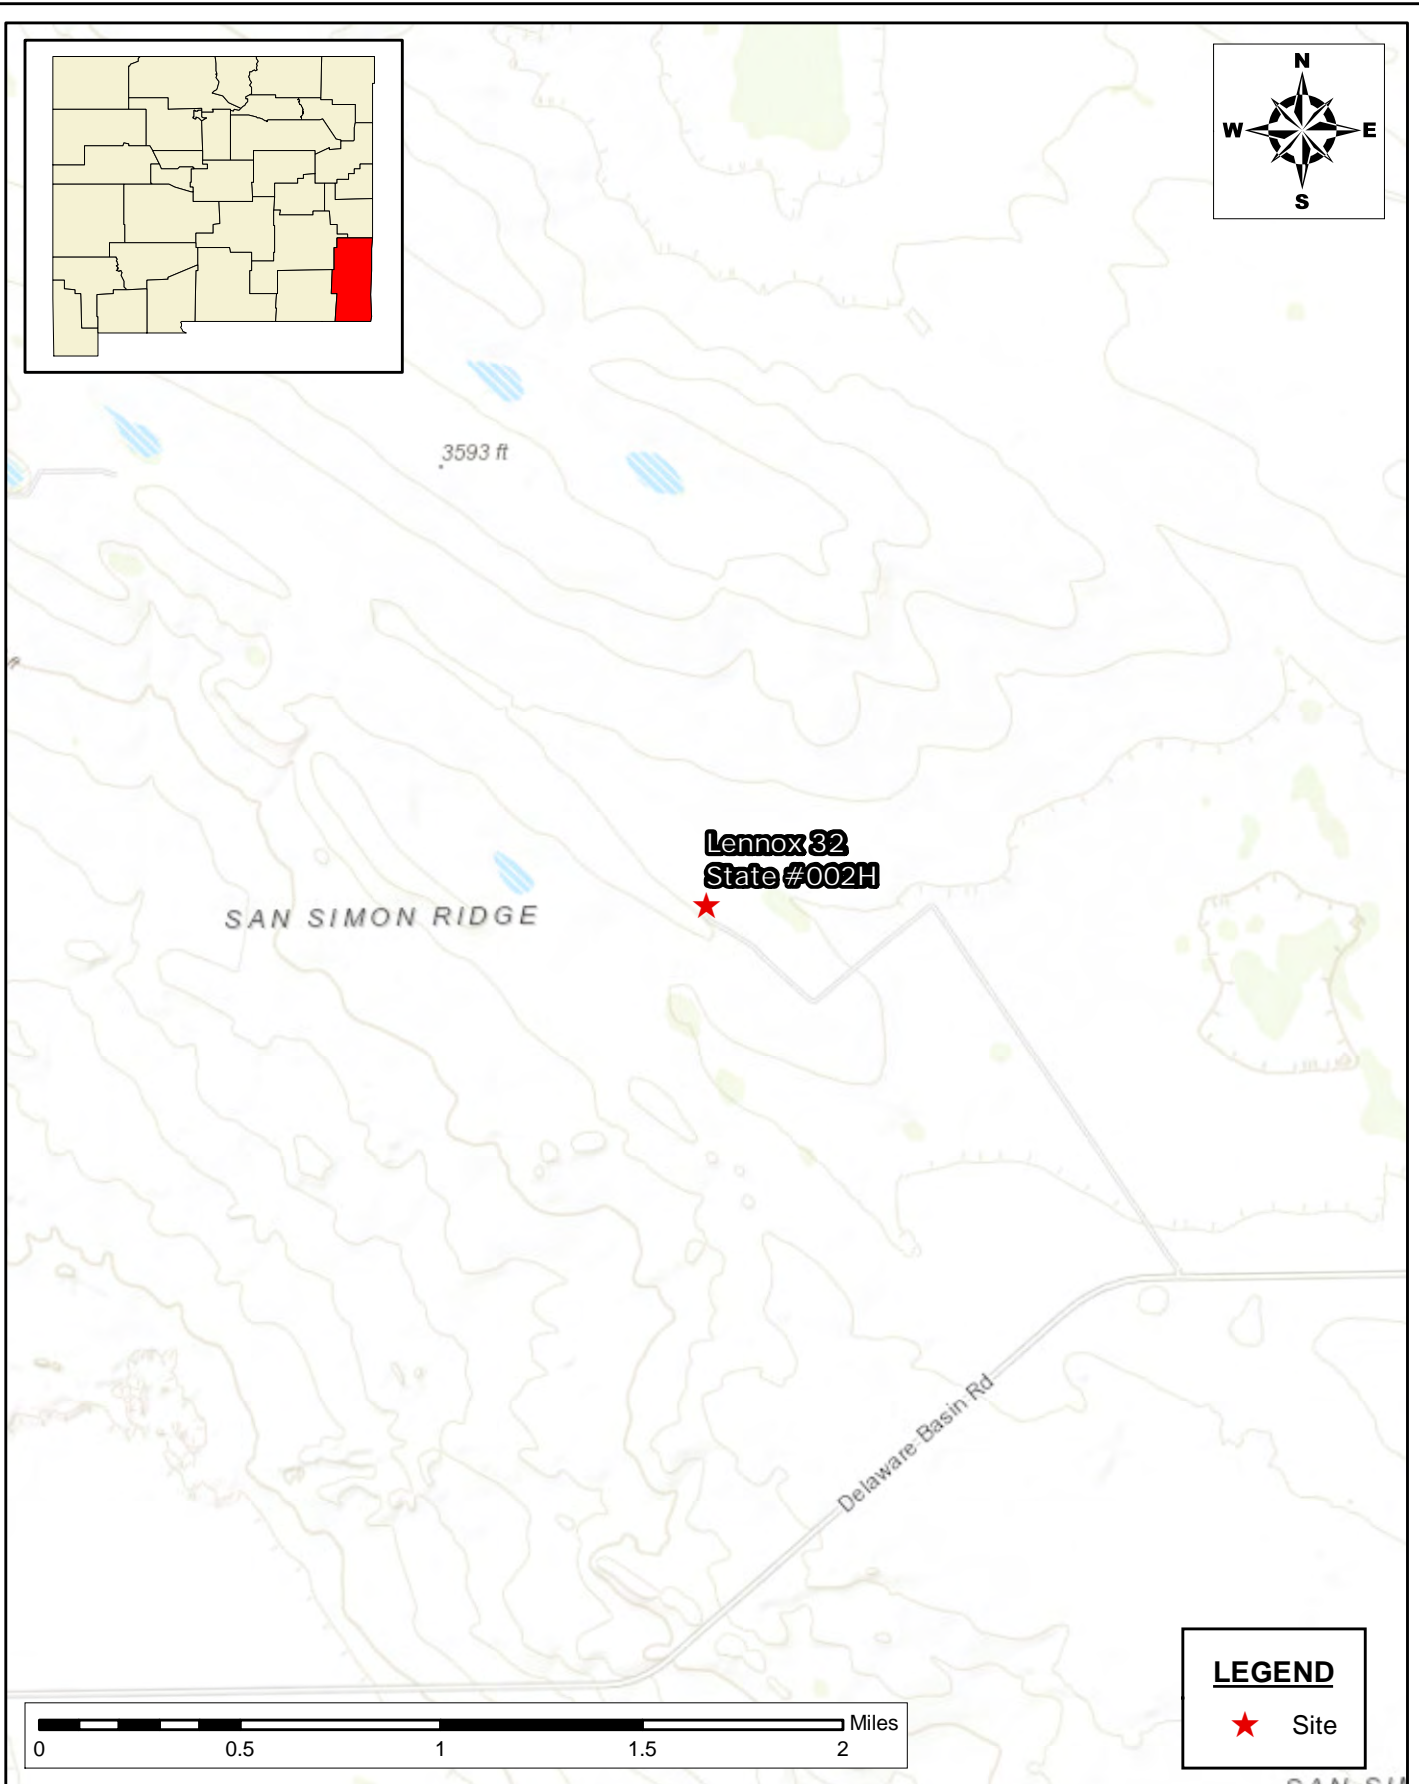 N
W E
S
3593 ft
ft
Lennox 32
State #002H
SAN SIMON RIDGE
Delaware Basin Rd
LEGEND
Site
Miles
0 0.5 1 1.5 2